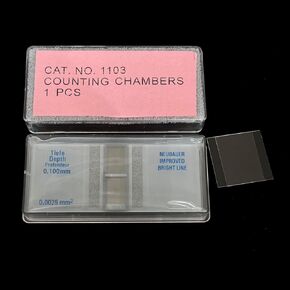 CAT. NO. 1103
COUNTING CHAMBERS
1 PCS
Tiefe
Depth
Profondeur
0,100mm
0,0025 mm²
NEUBAUER
IMPROVED
BRIGHT LINE